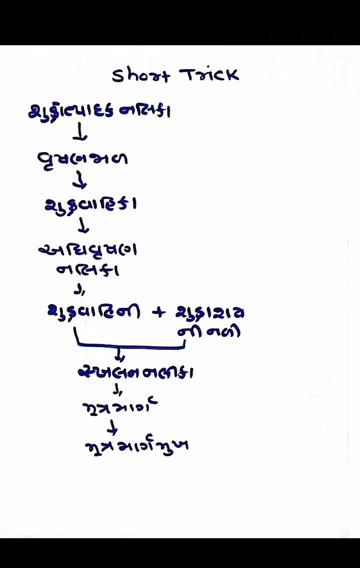 Short Trick
શુક્રોત્પાદક નલિકા
↓
વૃષણજાળ
↓
શુક્રવાહિકા
↓
અધિવૃષણ
નલિકા
↓
શુક્રવાહિની + શુક્રાશય
ની નળી
↓
સ્ખલન નલીકા
↓
મૂત્રમાર્ગ
↓
મૂત્રમાર્ગમુખ